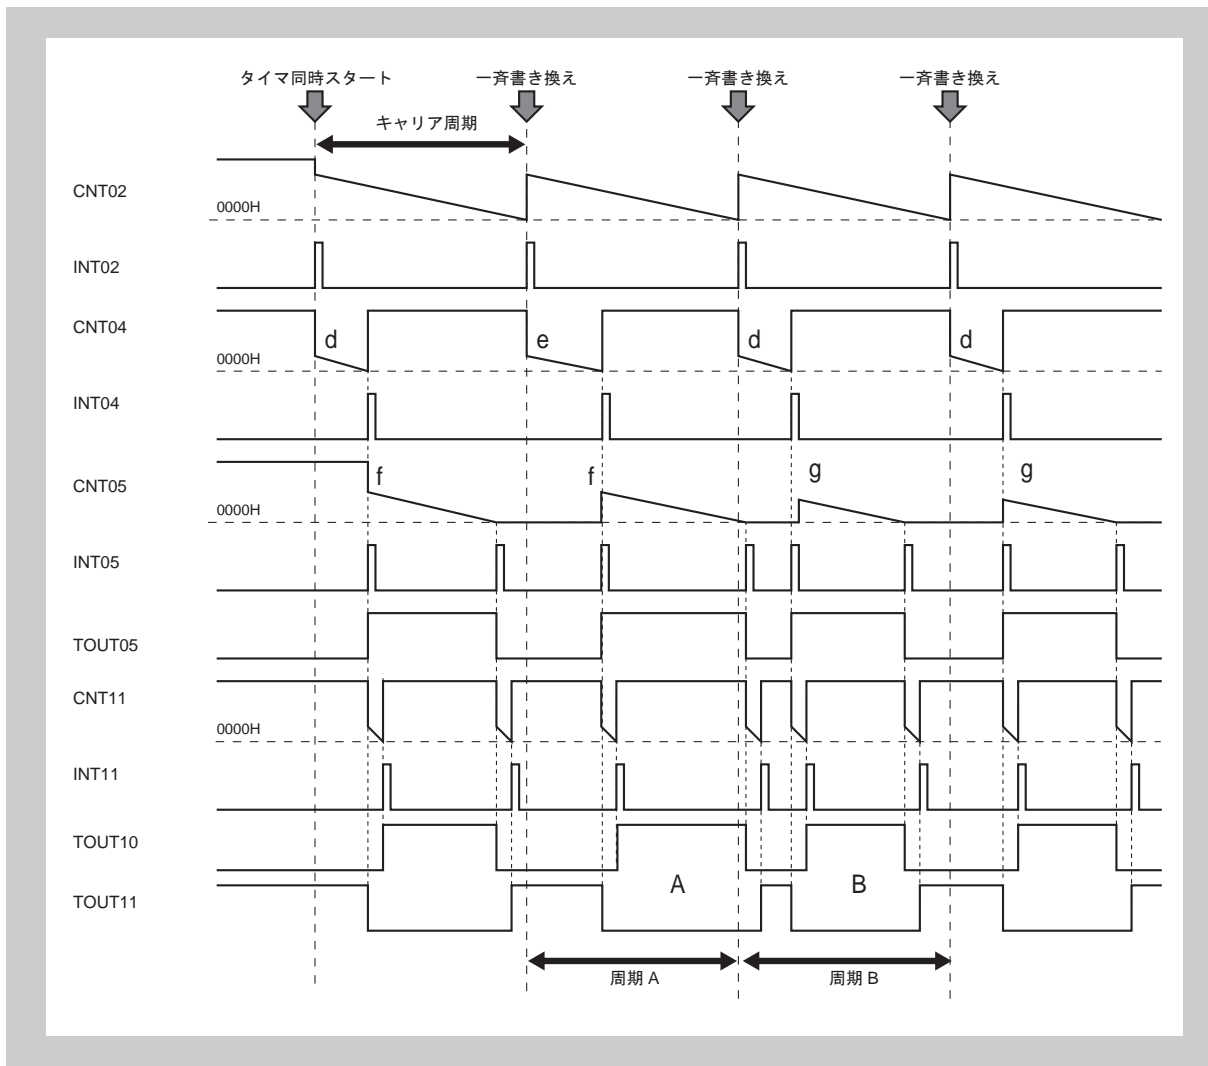 タイマ同時スタート 一斉書き換え 一斉書き換え 一斉書き換え
キャリア周期
CNT02
0000H
INT02
CNT04
d e d d
0000H
INT04
CNT05
f f g g
0000H
INT05
TOUT05
CNT11
0000H
INT11
TOUT10
A B
TOUT11
周期 A 周期 B